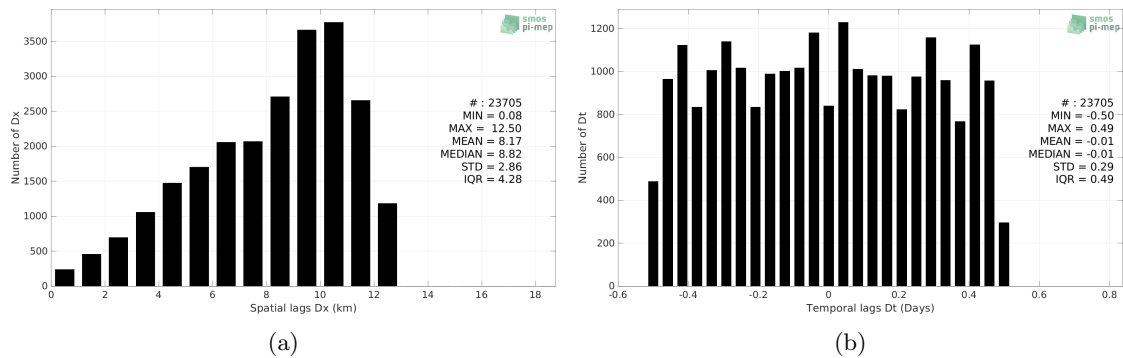 smos
pi-mep
3500
3000
2500
2000
1500
1000
500
0
Number of Dx
# : 23705
MIN = 0.08
MAX = 12.50
MEAN = 8.17
MEDIAN = 8.82
STD = 2.86
IQR = 4.28
0 2 4 6 8 10 12 14 16 18
Spatial lags Dx (km)
(a)
smos
pi-mep
1200
1000
800
600
400
200
0
Number of Dt
# : 23705
MIN = -0.50
MAX = 0.49
MEAN = -0.01
MEDIAN = -0.01
STD = 0.29
IQR = 0.49
-0.6 -0.4 -0.2 0 0.2 0.4 0.6 0.8
Temporal lags Dt (Days)
(b)